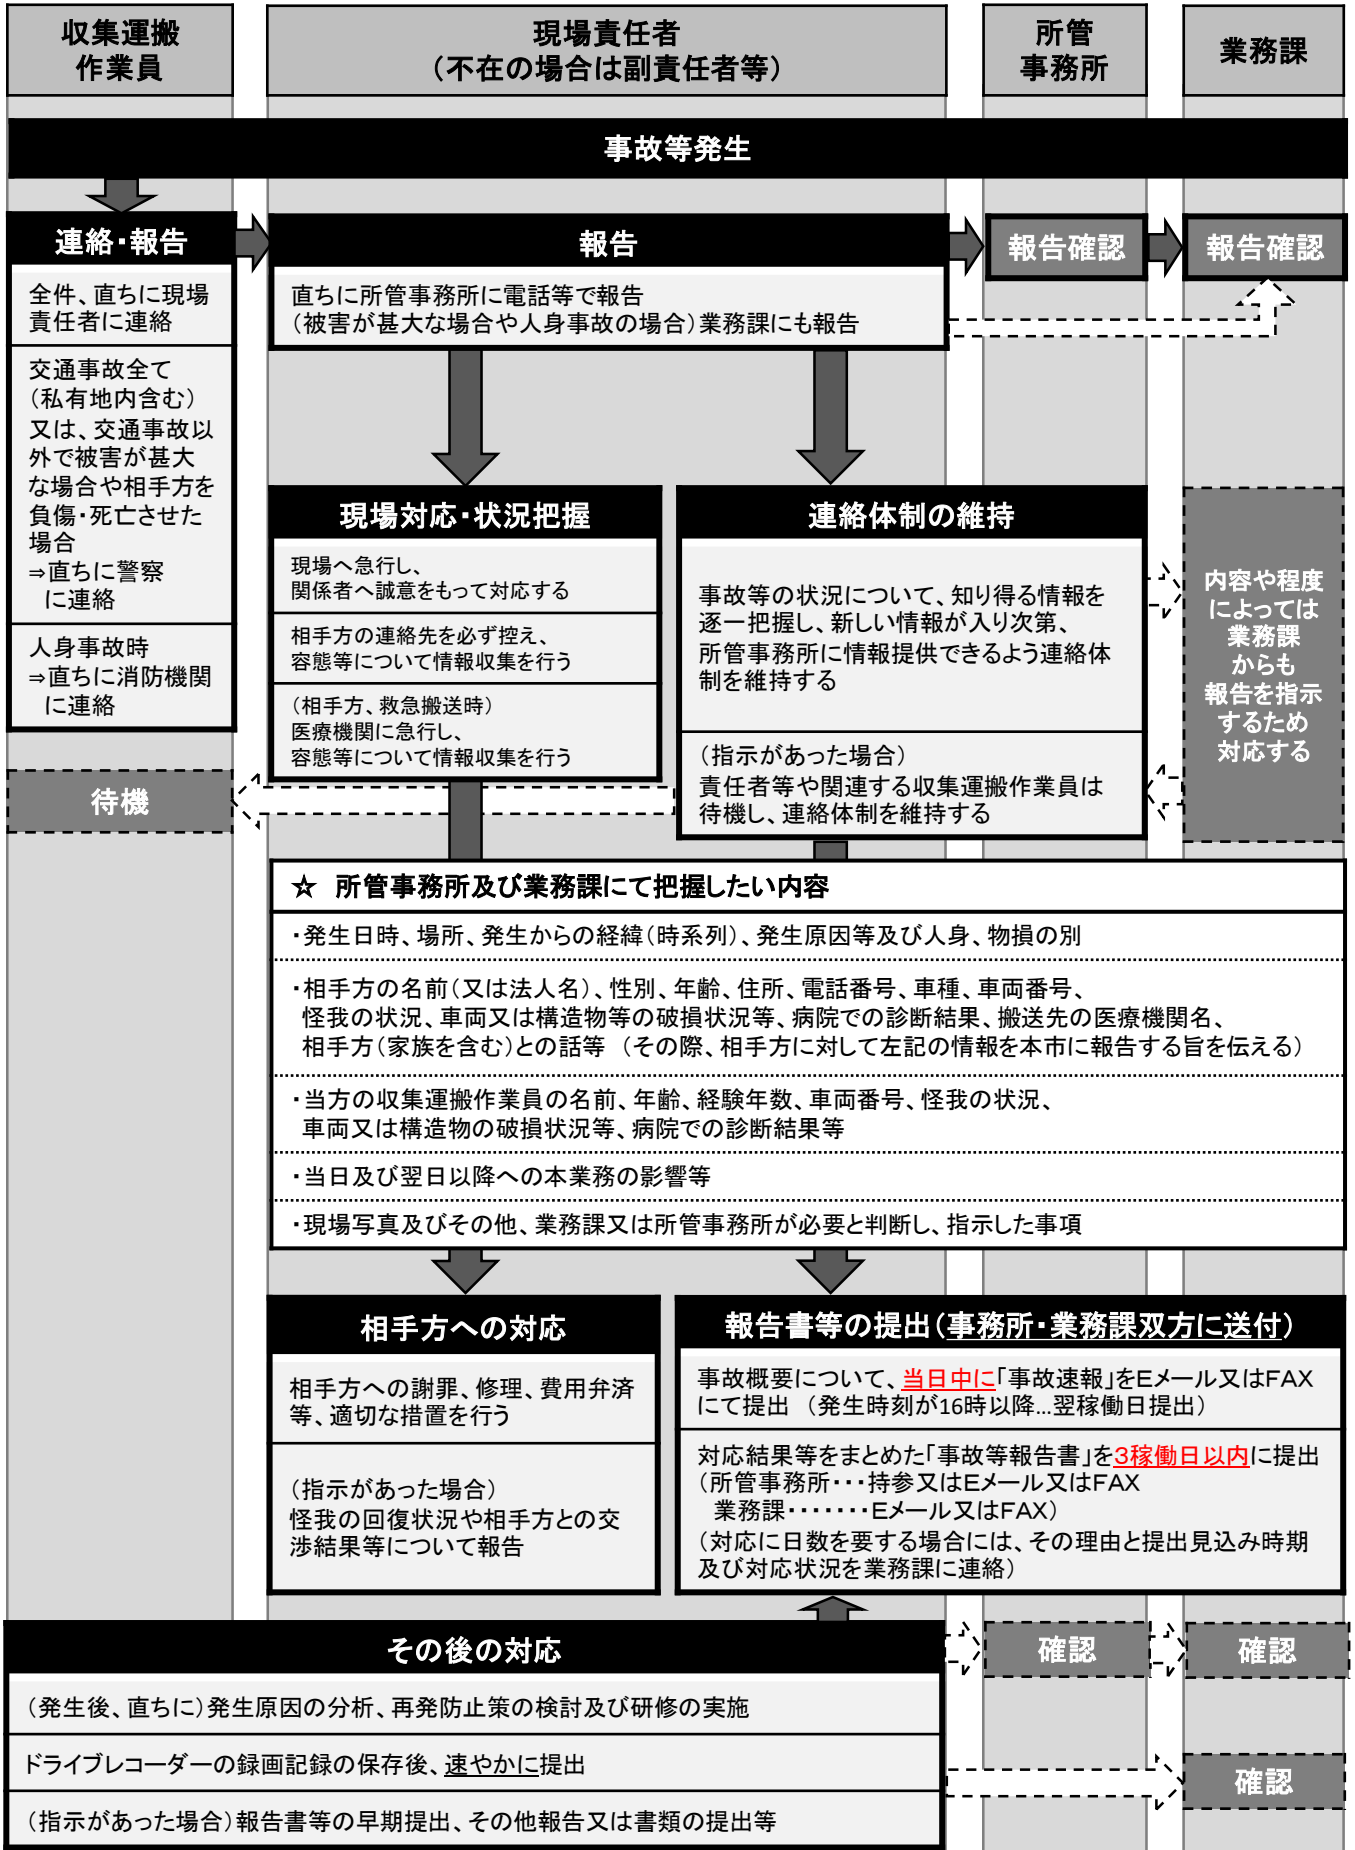 収集運搬
作業員
現場責任者
（不在の場合は副責任者等）
所管
事務所
業務課
事故等発生
連絡・報告
全件、直ちに現場
責任者に連絡
交通事故全て
（私有地内含む）
又は、交通事故以
外で被害が甚大
な場合や相手方を
負傷・死亡させた
場合
⇒直ちに警察
に連絡
人身事故時
⇒直ちに消防機関
に連絡
待機
報告
直ちに所管事務所に電話等で報告
（被害が甚大な場合や人身事故の場合）業務課にも報告
報告確認
報告確認
現場対応・状況把握
現場へ急行し、
関係者へ誠意をもって対応する
相手方の連絡先を必ず控え、
容態等について情報収集を行う
（相手方、救急搬送時）
医療機関に急行し、
容態等について情報収集を行う
連絡体制の維持
事故等の状況について、知り得る情報を
逐一把握し、新しい情報が入り次第、
所管事務所に情報提供できるよう連絡体
制を維持する
（指示があった場合）
責任者等や関連する収集運搬作業員は
待機し、連絡体制を維持する
内容や程度
によっては
業務課
からも
報告を指示
するため
対応する
☆ 所管事務所及び業務課にて把握したい内容
・発生日時、場所、発生からの経緯（時系列）、発生原因等及び人身、物損の別
・相手方の名前（又は法人名）、性別、年齢、住所、電話番号、車種、車両番号、
怪我の状況、車両又は構造物等の破損状況等、病院での診断結果、搬送先の医療機関名、
相手方（家族を含む）との話等 （その際、相手方に対して左記の情報を本市に報告する旨を伝える）
・当方の収集運搬作業員の名前、年齢、経験年数、車両番号、怪我の状況、
車両又は構造物の破損状況等、病院での診断結果等
・当日及び翌日以降への本業務の影響等
・現場写真及びその他、業務課又は所管事務所が必要と判断し、指示した事項
相手方への対応
相手方への謝罪、修理、費用弁済
等、適切な措置を行う
（指示があった場合）
怪我の回復状況や相手方との交
渉結果等について報告
報告書等の提出（事務所・業務課双方に送付）
事故概要について、当日中に「事故速報」をEメール又はFAX
にて提出 （発生時刻が16時以降…翌稼働日提出）
対応結果等をまとめた「事故等報告書」を3稼働日以内に提出
（所管事務所・・・持参又はEメール又はFAX
業務課・・・・・・・Eメール又はFAX）
（対応に日数を要する場合には、その理由と提出見込み時期
及び対応状況を業務課に連絡）
その後の対応
（発生後、直ちに）発生原因の分析、再発防止策の検討及び研修の実施
ドライブレコーダーの録画記録の保存後、速やかに提出
（指示があった場合）報告書等の早期提出、その他報告又は書類の提出等
確認
確認
確認